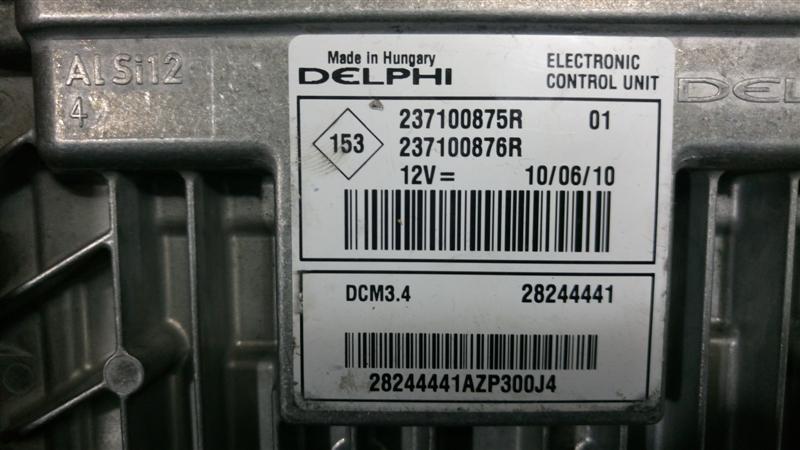 AlSi12
4
Made in Hungary
DELPHI
ELECTRONIC
CONTROL UNIT
DEL
153
237100875R 01
237100876R
12V= 10/06/10
DCM3.4 28244441
28244441AZP300J4